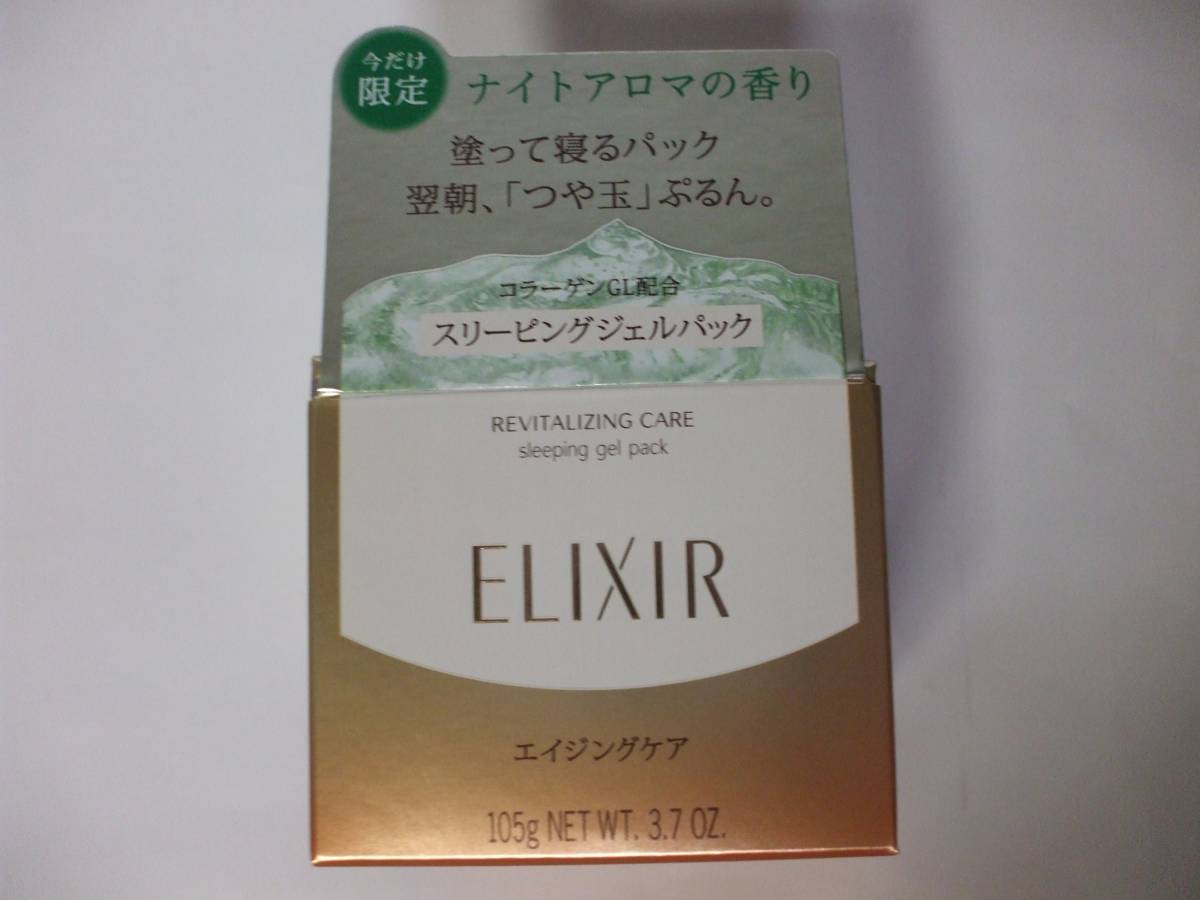 今だけ
限定
ナイトアロマの香り
塗って寝るパック
翌朝、「つや玉」ぷるん。
コラーゲンGL配合
スリーピングジェルパック
REVITALIZING CARE
sleeping gel pack
ELIXIR
エイジングケア
105g NET WT. 3.7 OZ.